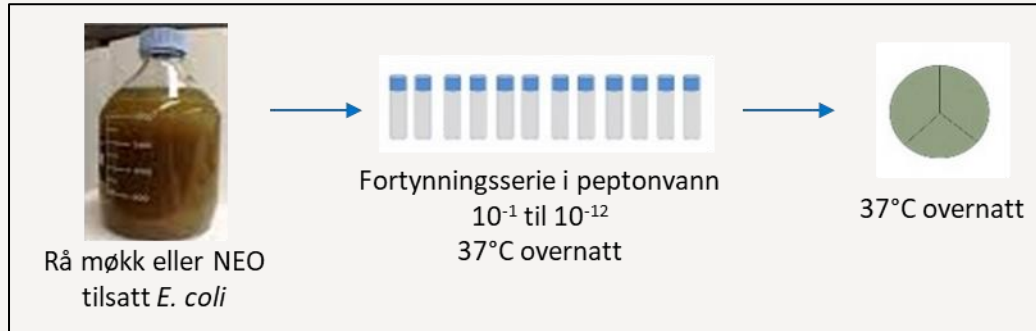 Rå møkk eller NEO
tilsatt E. coli
Fortynningsserie i peptonvann
10⁻¹ til 10⁻¹²
37°C overnatt
37°C overnatt